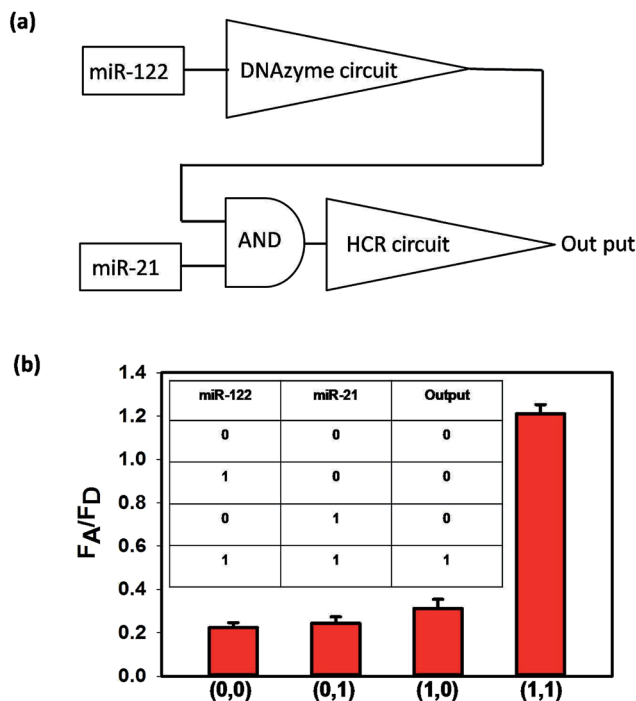 (a)
miR-122
DNAzyme circuit
AND
HCR circuit
Out put
miR-21
(b)
1.4
1.2
1.0
0.8
0.6
0.4
0.2
0.0
FA/FD
miR-122 miR-21 Output
0 0 0
1 0 0
0 1 0
1 1 1
(0,0) (0,1) (1,0) (1,1)